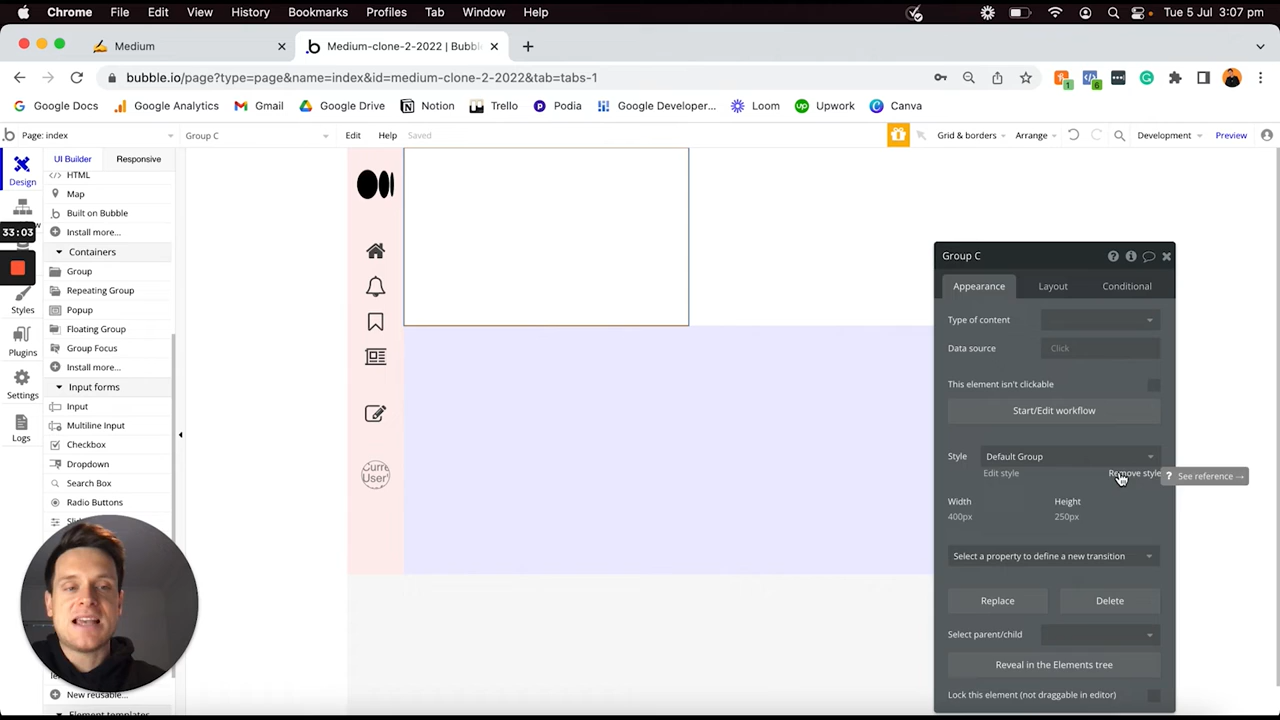 Chrome File Edit View History Bookmarks Profiles Tab Window Help Tue 5 Jul 3:07 pm
Medium
Medium-clone-2-2022 | Bubbl
bubble.io/page?type=page&name=index&id=medium-clone-2-2022&tab=tabs-1
1
6
Google Docs Google Analytics Gmail Google Drive Notion Trello Podia Google Developer... Loom Upwork Canva
Page: index Group C Edit Help Saved Grid & borders Arrange Development Preview
UI Builder Responsive
Design
HTML
Map
Built on Bubble
33:03
Install more...
Containers
Group
Repeating Group
Styles
Popup
Floating Group
Plugins
Group Focus
Install more...
Settings
Input forms
Input
Logs
Multiline Input
Checkbox
Dropdown
Search Box
Radio Buttons
New reusable...
Element templates
Curre
User'
Group C
Appearance Layout Conditional
Type of content
Data source Click
This element isn't clickable
Start/Edit workflow
Style Default Group
Edit style Remove style
? See reference →
Width Height
400px 250px
Select a property to define a new transition
Replace Delete
Select parent/child
Reveal in the Elements tree
Lock this element (not draggable in editor)